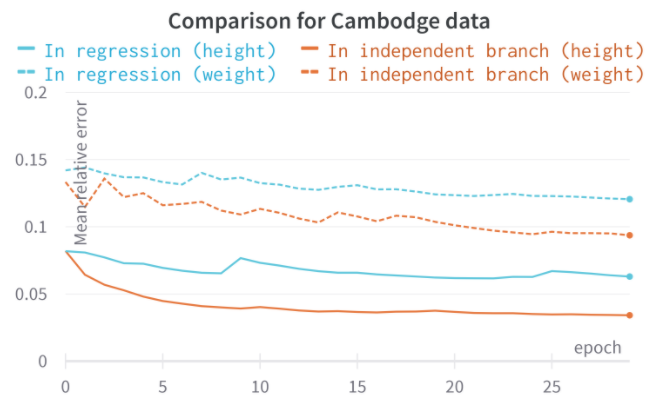 Comparison for Cambodge data
In regression (height) In independent branch (height)
In regression (weight) In independent branch (weight)
0.2
0.15
0.1
0.05
0
Mean relative error
epoch
0 5 10 15 20 25